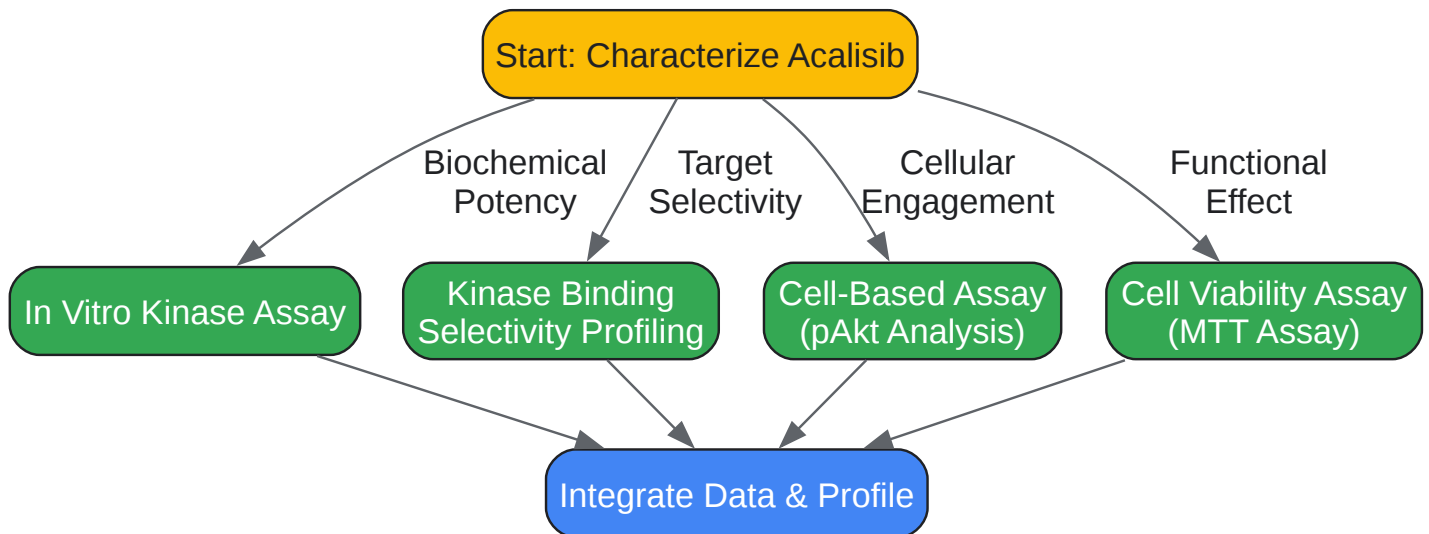 Start: Characterize Acalisib
Biochemical
Potency
Target
Selectivity
Cellular
Engagement
Functional
Effect
In Vitro Kinase Assay
Kinase Binding
Selectivity Profiling
Cell-Based Assay
(pAkt Analysis)
Cell Viability Assay
(MTT Assay)
Integrate Data & Profile